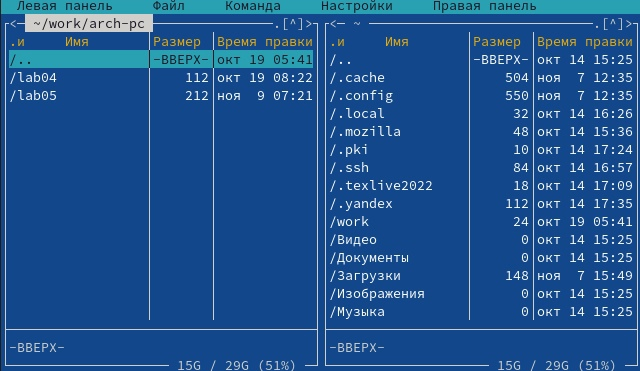 Левая панель Файл Команда Настройки Правая панель
<─ ~/work/arch-pc .[^]>
.и Имя Размер Время правки
/.. -ВВЕРХ- окт 19 05:41
/lab04 112 окт 19 08:22
/lab05 212 ноя 9 07:21
-ВВЕРХ-
15G / 29G (51%)
<─ ~ .[^]>
.и Имя Размер Время правки
/.. -ВВЕРХ- окт 14 15:25
/.cache 504 ноя 7 12:35
/.config 550 ноя 7 12:35
/.local 32 окт 14 16:26
/.mozilla 48 окт 14 15:36
/.pki 10 окт 14 17:24
/.ssh 84 окт 14 16:57
/.texlive2022 18 окт 14 17:09
/.yandex 112 окт 14 17:35
/work 24 окт 19 05:41
/Видео 0 окт 14 15:25
/Документы 0 окт 14 15:25
/Загрузки 148 ноя 7 15:49
/Изображения 0 окт 14 15:25
/Музыка 0 окт 14 15:25
-ВВЕРХ-
15G / 29G (51%)